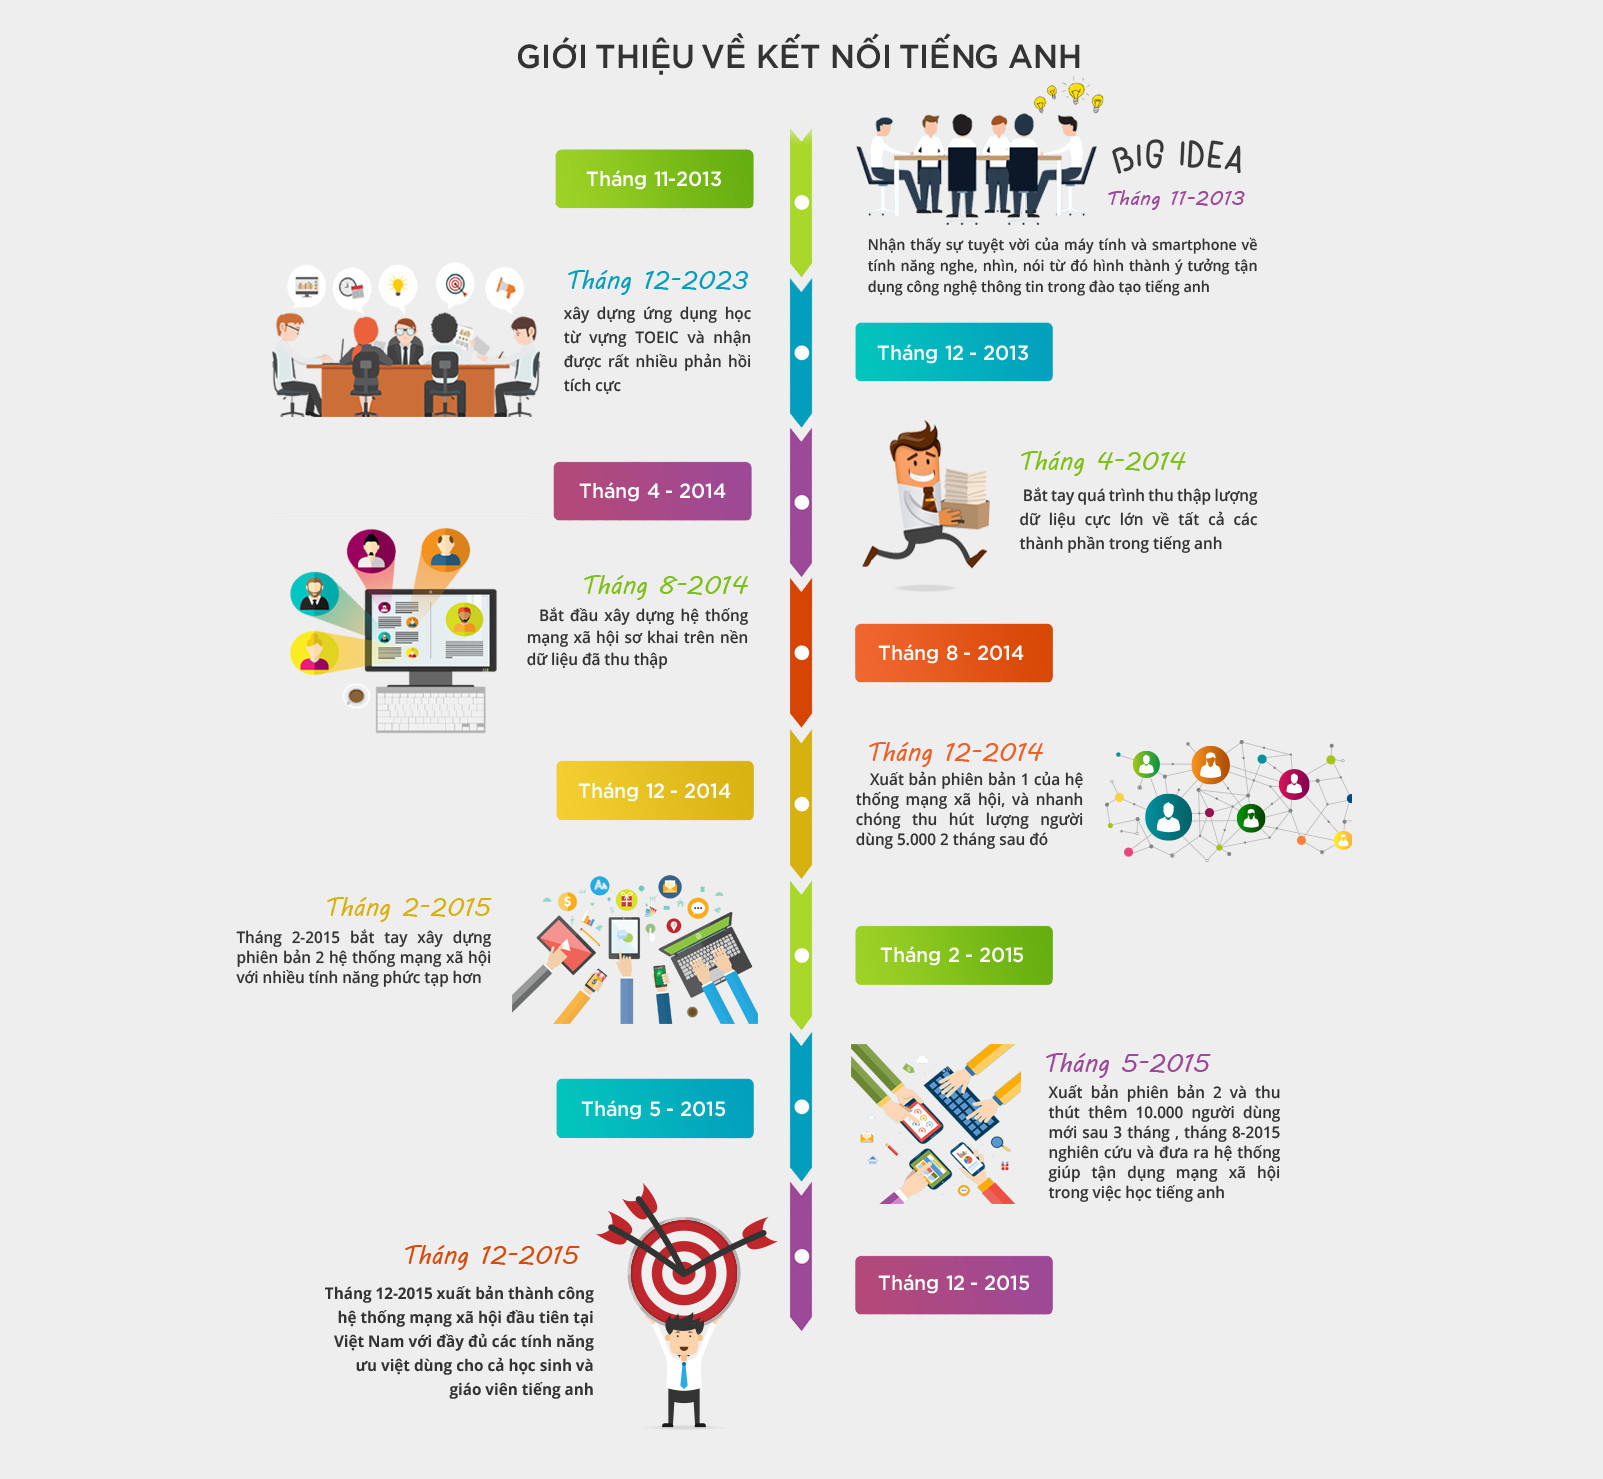 GIỚI THIỆU VỀ KẾT NỐI TIẾNG ANH
Tháng 11-2013
BIG IDEA
Tháng 11-2013
Nhận thấy sự tuyệt vời của máy tính và smartphone về
tính năng nghe, nhìn, nói từ đó hình thành ý tưởng tận
dụng công nghệ thông tin trong đào tạo tiếng anh
Tháng 12-2023
xây dựng ứng dụng học
từ vựng TOEIC và nhận
được rất nhiều phản hồi
tích cực
Tháng 12 - 2013
Tháng 4 - 2014
Tháng 4-2014
Bắt tay quá trình thu thập lượng
dữ liệu cực lớn về tất cả các
thành phần trong tiếng anh
Tháng 8-2014
Bắt đầu xây dựng hệ thống
mạng xã hội sơ khai trên nền
dữ liệu đã thu thập
Tháng 8 - 2014
Tháng 12 - 2014
Tháng 12-2014
Xuất bản phiên bản 1 của hệ
thống mạng xã hội, và nhanh
chóng thu hút lượng người
dùng 5.000 2 tháng sau đó
Tháng 2-2015
Tháng 2-2015 bắt tay xây dựng
phiên bản 2 hệ thống mạng xã hội
với nhiều tính năng phức tạp hơn
Tháng 2 - 2015
Tháng 5 - 2015
Tháng 5-2015
Xuất bản phiên bản 2 và thu
thút thêm 10.000 người dùng
mới sau 3 tháng , tháng 8-2015
nghiên cứu và đưa ra hệ thống
giúp tận dụng mạng xã hội
trong việc học tiếng anh
Tháng 12-2015
Tháng 12-2015 xuất bản thành công
hệ thống mạng xã hội đầu tiên tại
Việt Nam với đầy đủ các tính năng
ưu việt dùng cho cả học sinh và
giáo viên tiếng anh
Tháng 12 - 2015